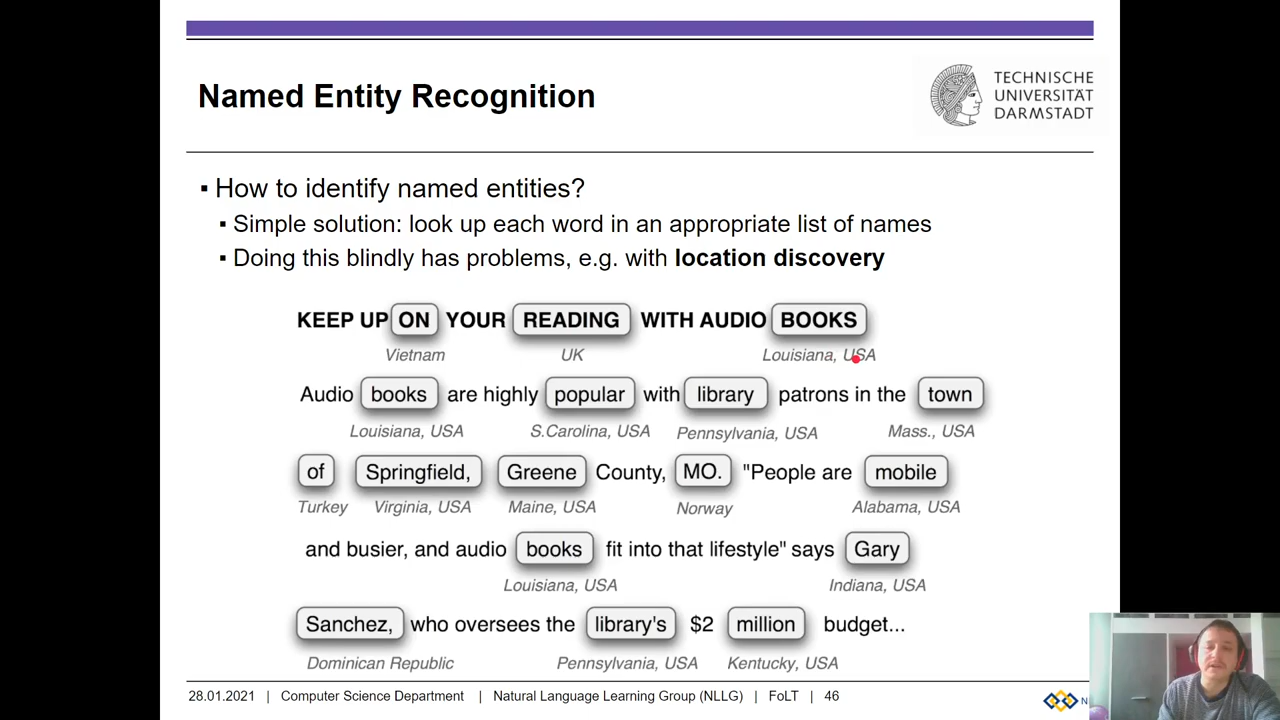 Named Entity Recognition
TECHNISCHE
UNIVERSITÄT
DARMSTADT
▪ How to identify named entities?
▪ Simple solution: look up each word in an appropriate list of names
▪ Doing this blindly has problems, e.g. with location discovery
KEEP UP ON YOUR READING WITH AUDIO BOOKS
Vietnam UK Louisiana, USA
Audio books are highly popular with library patrons in the town
Louisiana, USA S.Carolina, USA Pennsylvania, USA Mass., USA
of Springfield, Greene County, MO. "People are mobile
Turkey Virginia, USA Maine, USA Norway Alabama, USA
and busier, and audio books fit into that lifestyle" says Gary
Louisiana, USA Indiana, USA
Sanchez, who oversees the library's $2 million budget...
Dominican Republic Pennsylvania, USA Kentucky, USA
28.01.2021 | Computer Science Department | Natural Language Learning Group (NLLG) | FoLT | 46